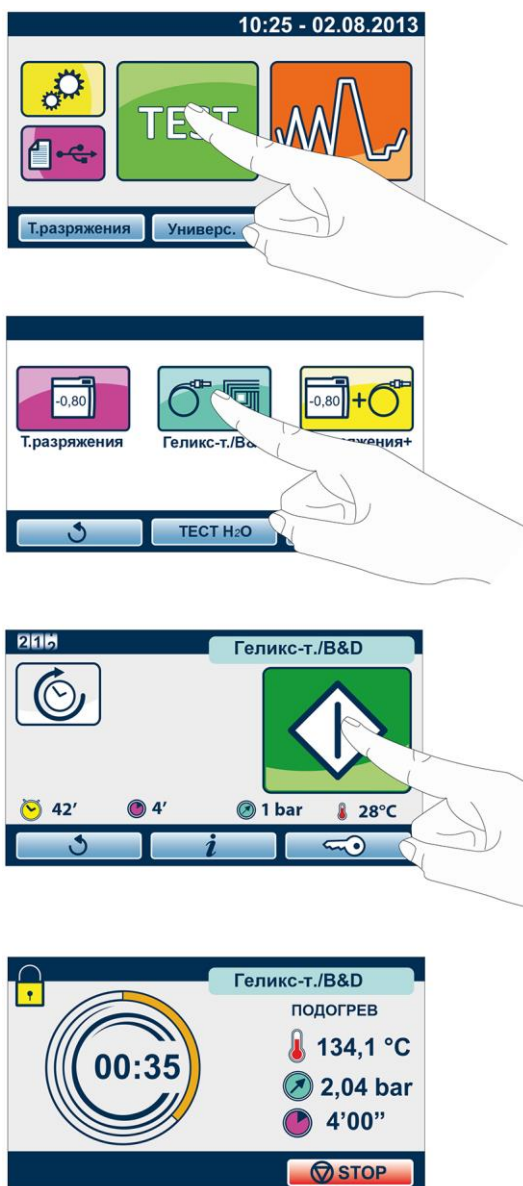 10:25 - 02.08.2013
TEST
Т.разряжения Универс.
-0,80 -0,80 +
Т.разряжения Геликс-т./B&
ТЕСТ H₂O
Геликс-т./B&D
42’ 4’ 1 bar 28°C
i
Геликс-т./B&D
ПОДОГРЕВ
00:35
134,1 °C
2,04 bar
4’00”
STOP